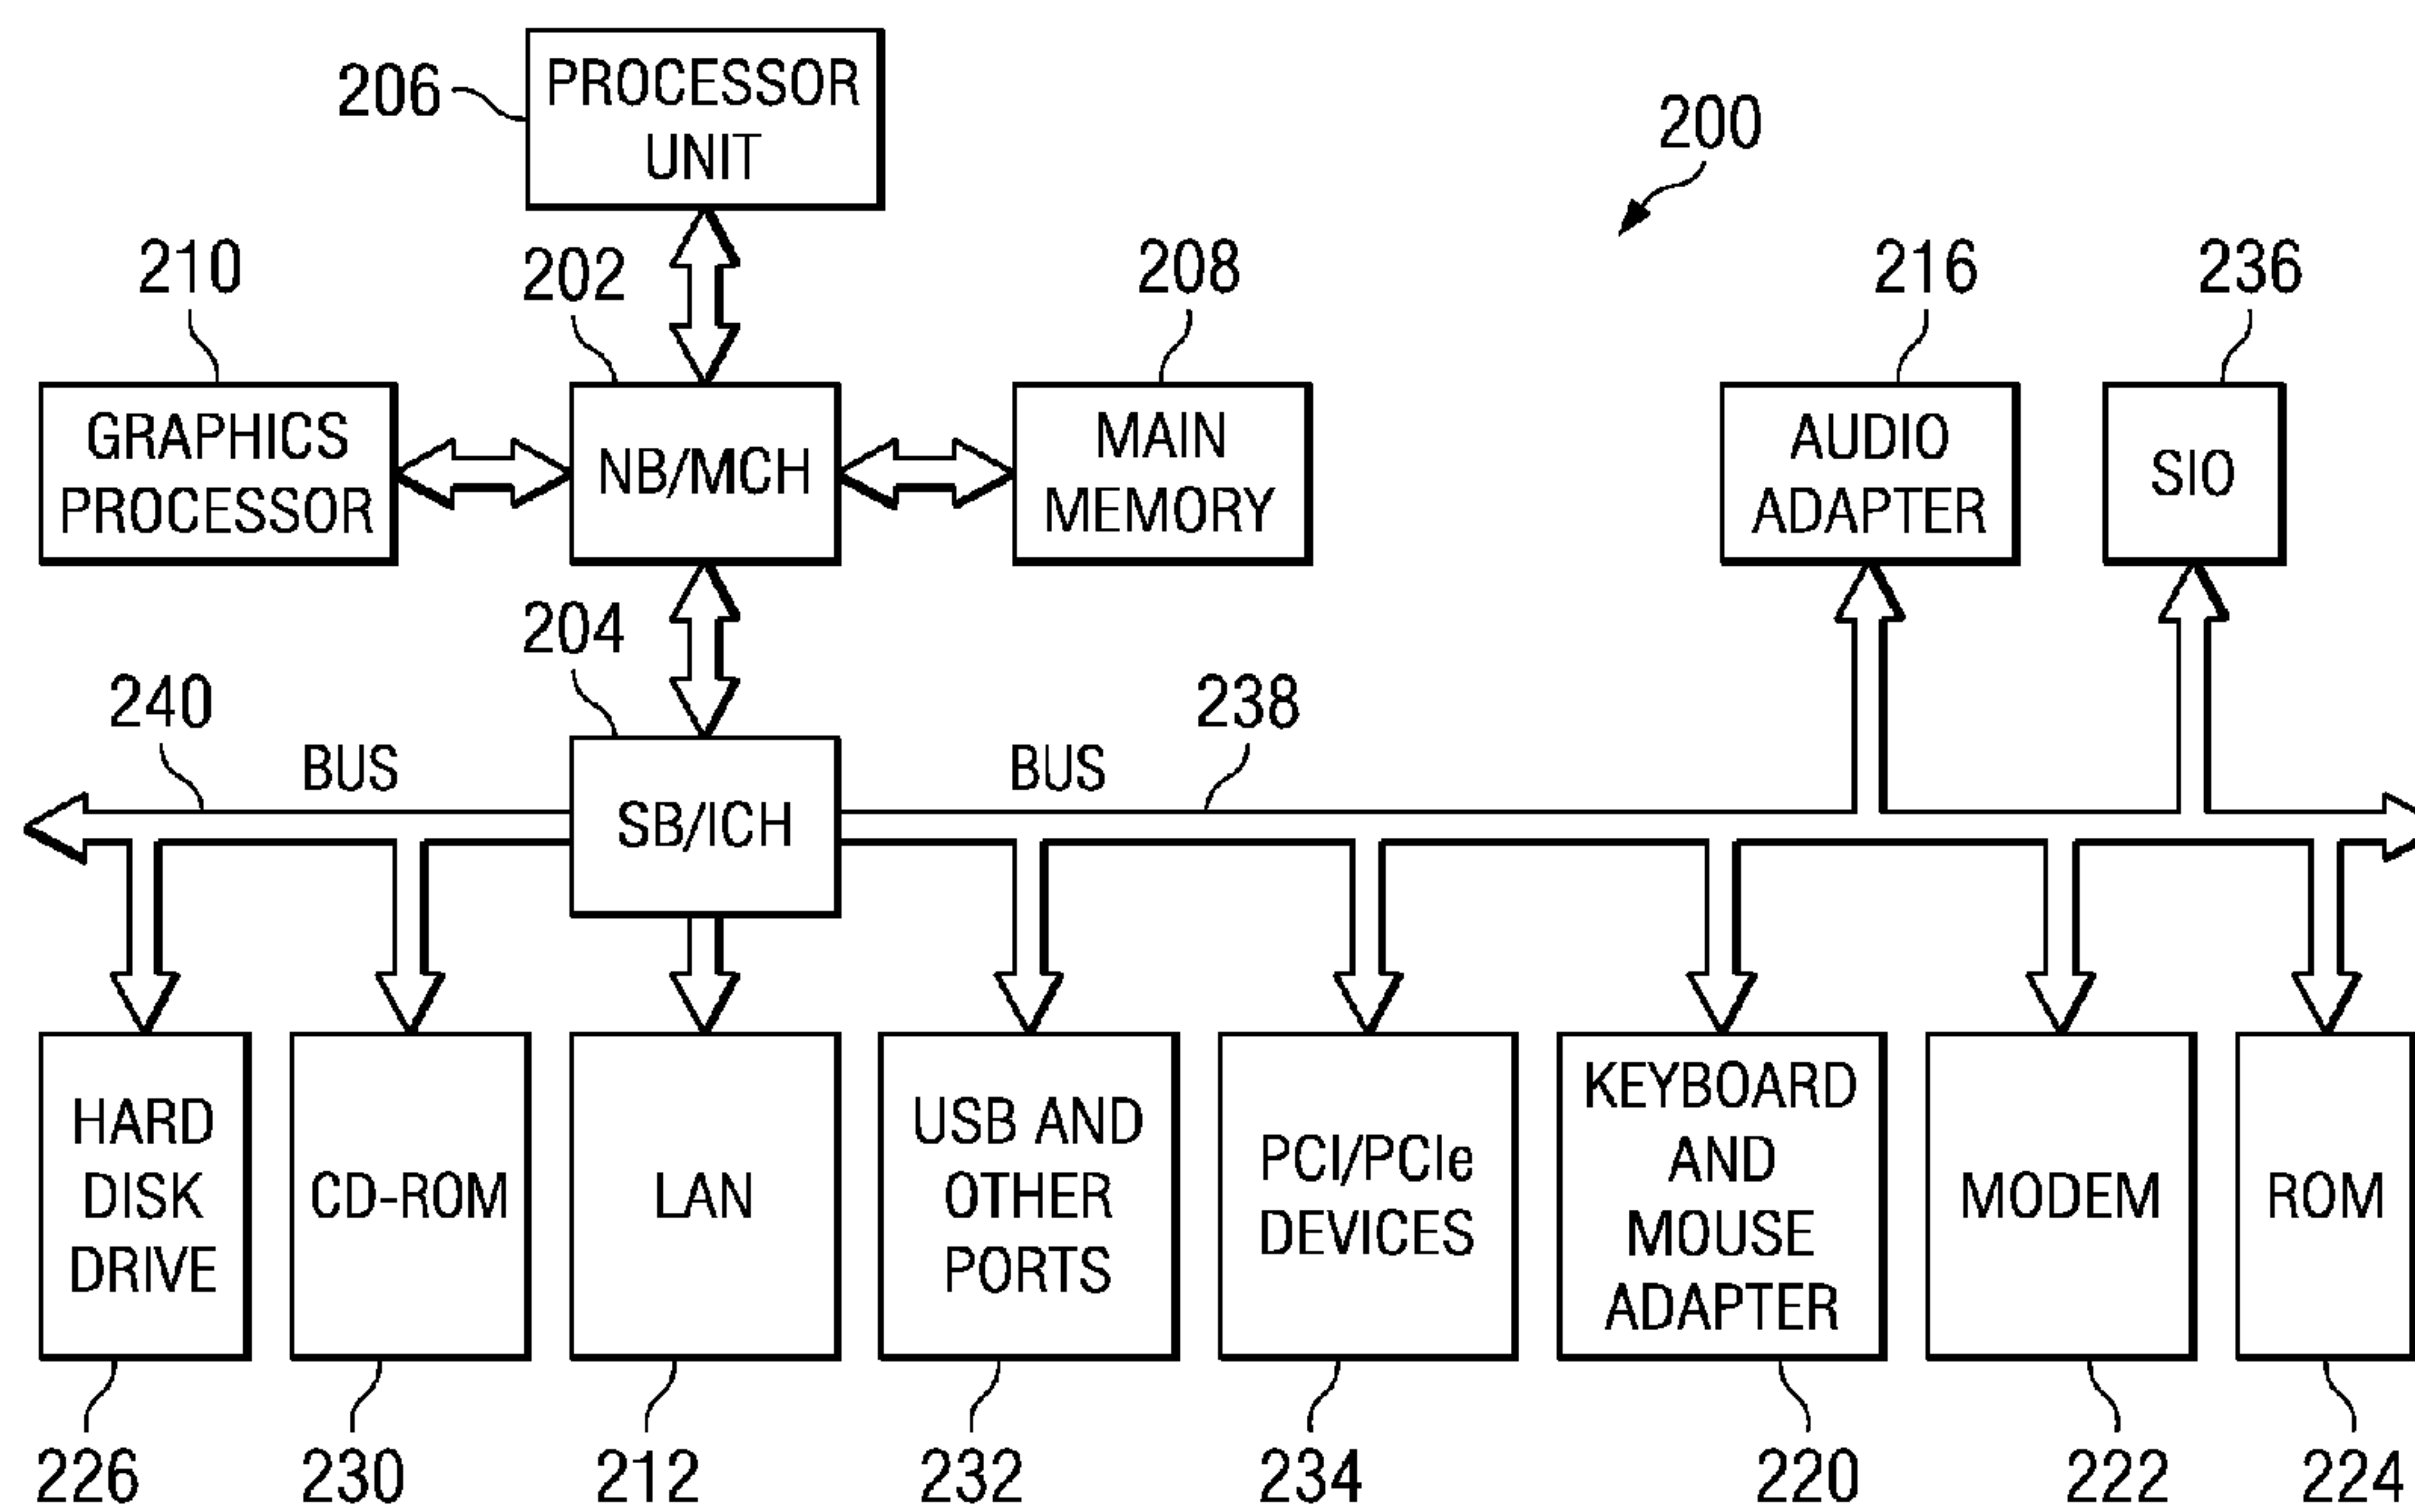 206
PROCESSOR
UNIT
200
210
202
208
216
236
GRAPHICS
PROCESSOR
NB/MCH
MAIN
MEMORY
AUDIO
ADAPTER
SIO
204
240
238
BUS
BUS
SB/ICH
HARD
DISK
DRIVE
CD-ROM
LAN
USB AND
OTHER
PORTS
PCI/PCIe
DEVICES
KEYBOARD
AND
MOUSE
ADAPTER
MODEM
ROM
226
230
212
232
234
220
222
224